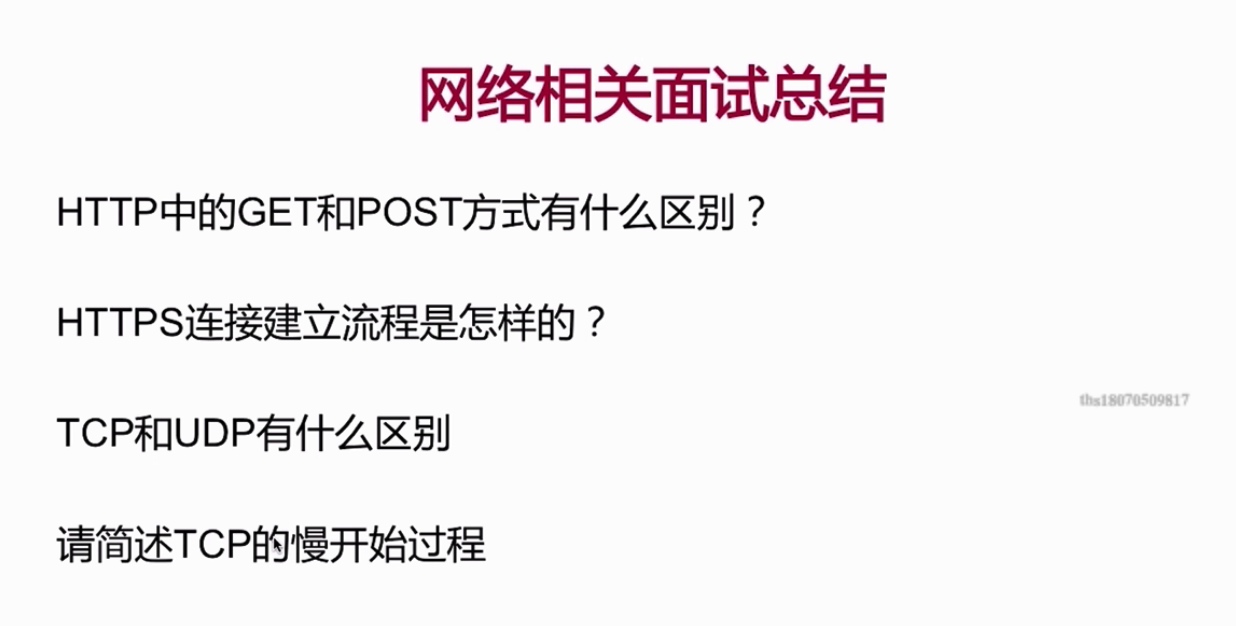 网络相关面试总结
HTTP中的GET和POST方式有什么区别？
HTTPS连接建立流程是怎样的？
ths18070509817
TCP和UDP有什么区别
请简述TCP的慢开始过程